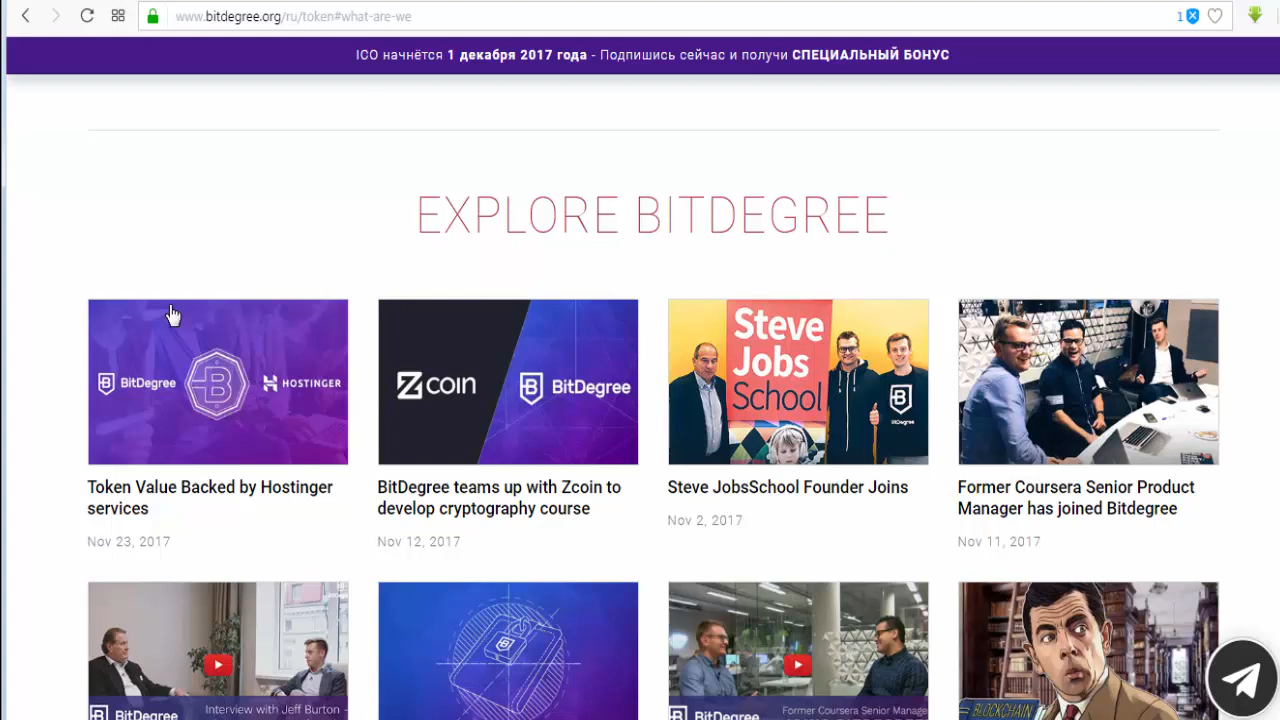 www.bitdegree.org/ru/token#what-are-we
1
ICO начнётся 1 декабря 2017 года - Подпишись сейчас и получи СПЕЦИАЛЬНЫЙ БОНУС
EXPLORE BITDEGREE
BitDegree
HOSTINGER
Zcoin
BitDegree
Steve
Jobs
School
BitDegree
Token Value Backed by Hostinger
services
Nov 23, 2017
BitDegree teams up with Zcoin to
develop cryptography course
Nov 12, 2017
Steve JobsSchool Founder Joins
Nov 2, 2017
Former Coursera Senior Product
Manager has joined Bitdegree
Nov 11, 2017
BitDegree
Interview with Jeff Burton -
BitDegree
Former Coursera Senior Manager
BLOCKCHAIN